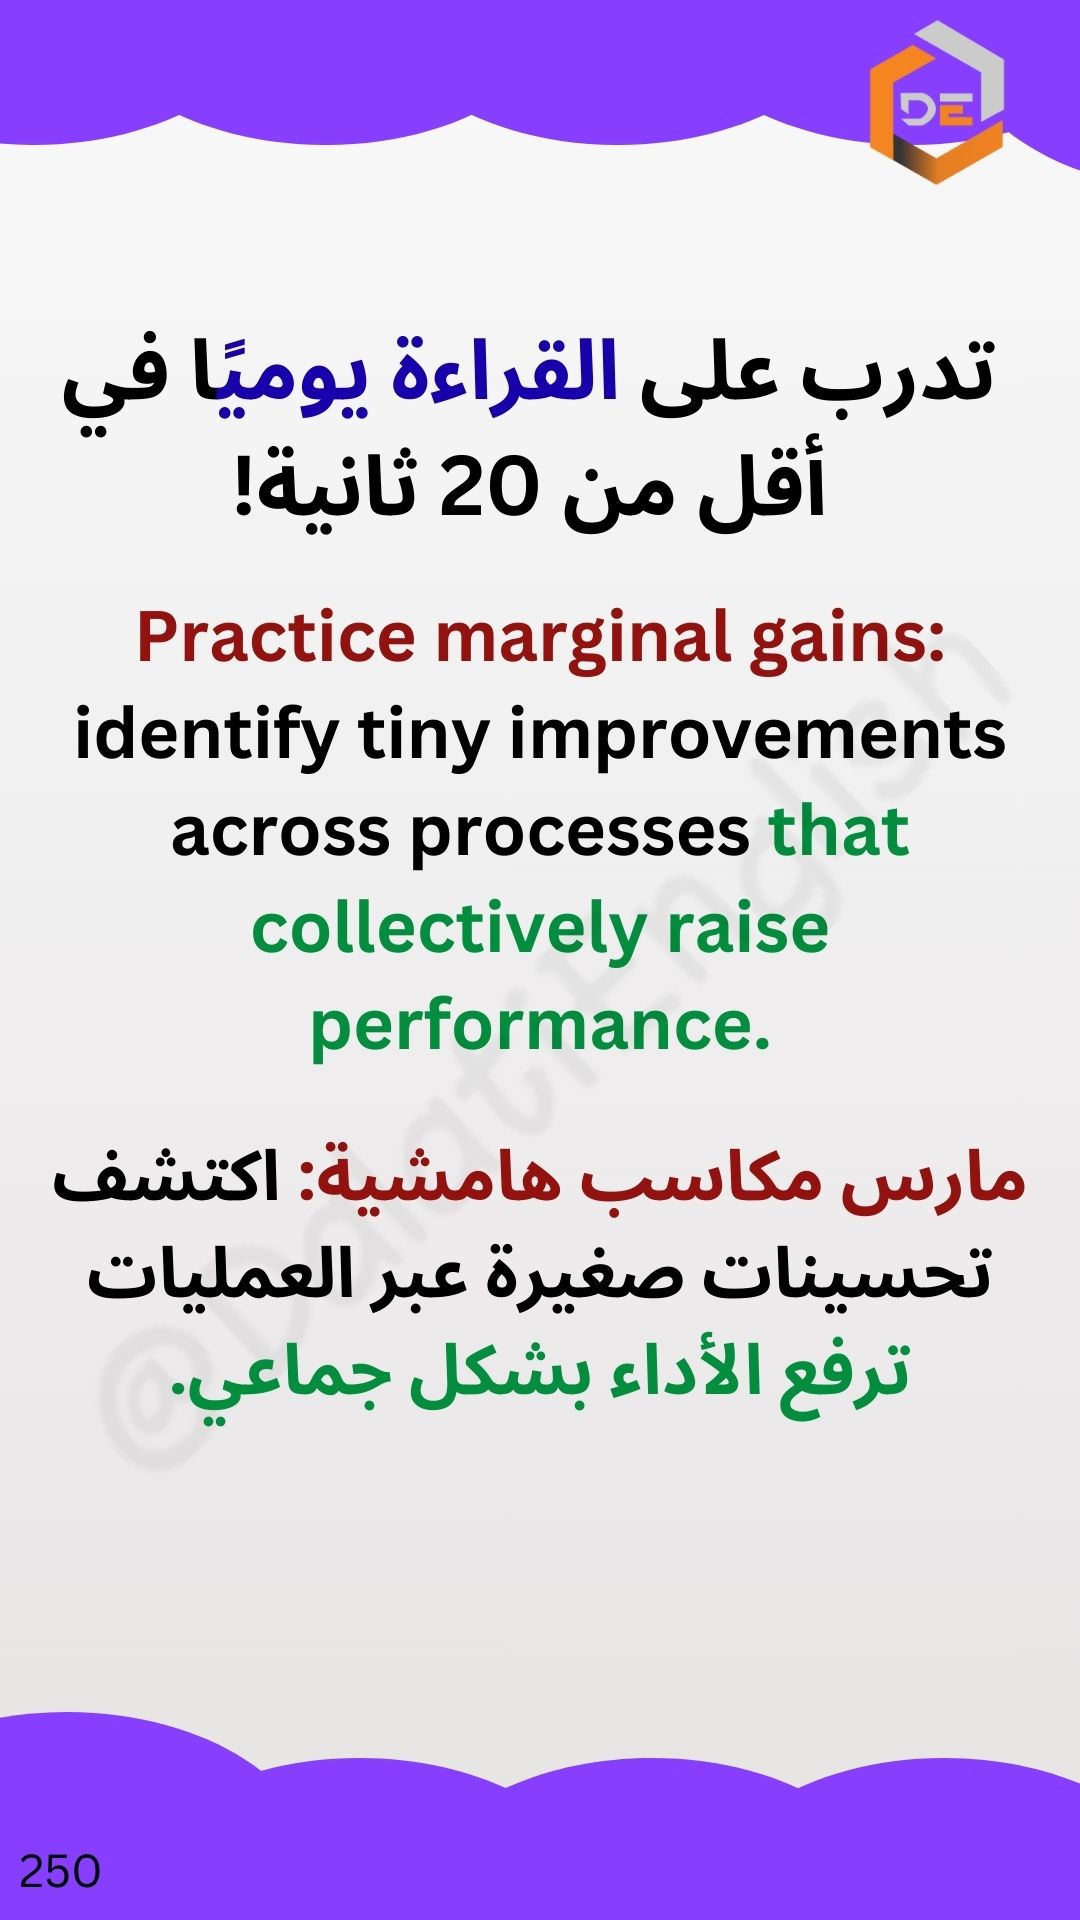 DE
تدرب على القراءة يوميًا في
أقل من 20 ثانية!
Practice marginal gains:
identify tiny improvements
across processes that
collectively raise
performance.
مارس مكاسب هامشية: اكتشف
تحسينات صغيرة عبر العمليات
ترفع الأداء بشكل جماعي.
@DalatEnglish
250